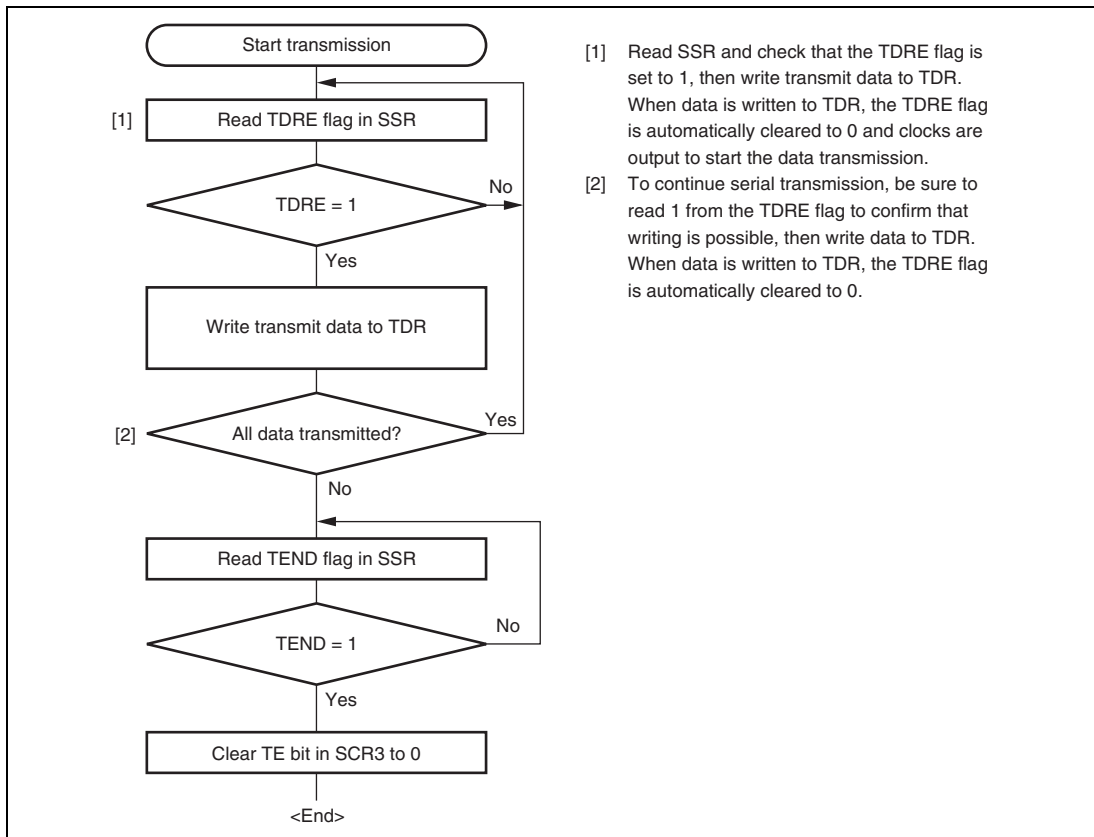 Start transmission
[1] Read TDRE flag in SSR
TDRE = 1
No
Yes
Write transmit data to TDR
[2] All data transmitted?
Yes
No
Read TEND flag in SSR
TEND = 1
No
Yes
Clear TE bit in SCR3 to 0
<End>
[1] Read SSR and check that the TDRE flag is
set to 1, then write transmit data to TDR.
When data is written to TDR, the TDRE flag
is automatically cleared to 0 and clocks are
output to start the data transmission.
[2] To continue serial transmission, be sure to
read 1 from the TDRE flag to confirm that
writing is possible, then write data to TDR.
When data is written to TDR, the TDRE flag
is automatically cleared to 0.